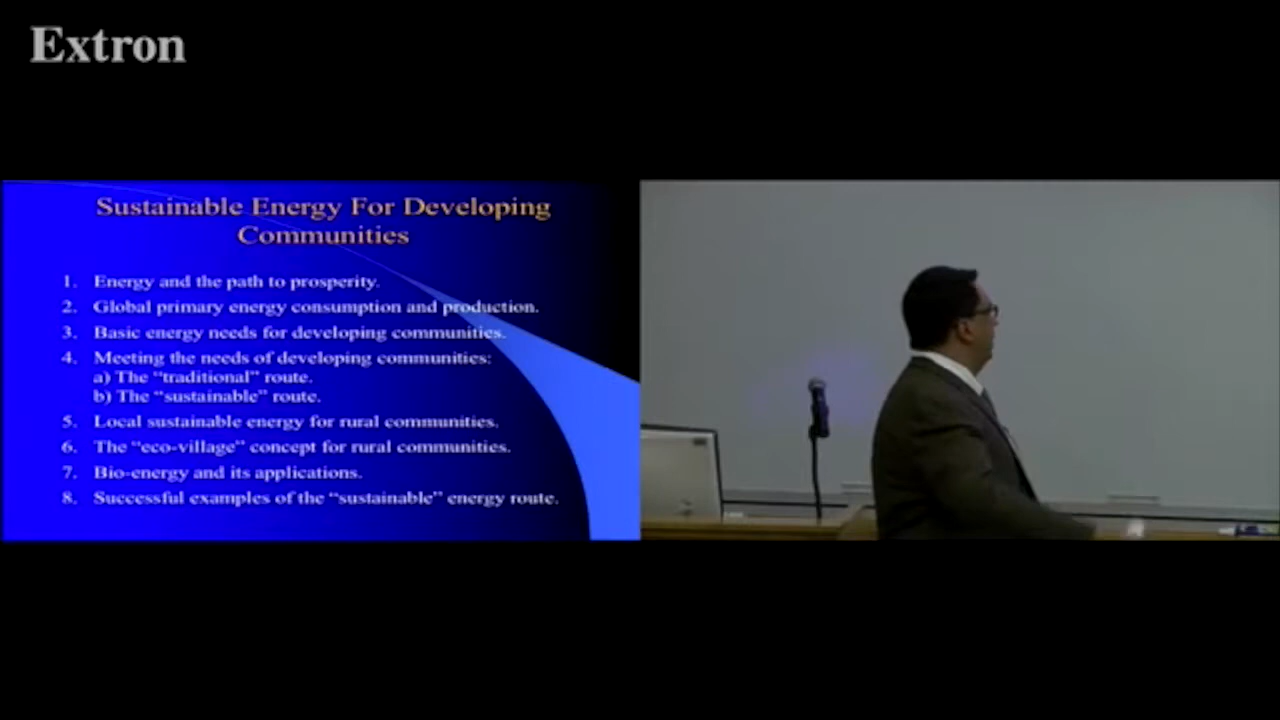 Extron
Sustainable Energy For Developing
Communities
1. Energy and the path to prosperity.
2. Global primary energy consumption and production.
3. Basic energy needs for developing communities.
4. Meeting the needs of developing communities:
a) The “traditional” route.
b) The “sustainable” route.
5. Local sustainable energy for rural communities.
6. The “eco-village” concept for rural communities.
7. Bio-energy and its applications.
8. Successful examples of the “sustainable” energy route.